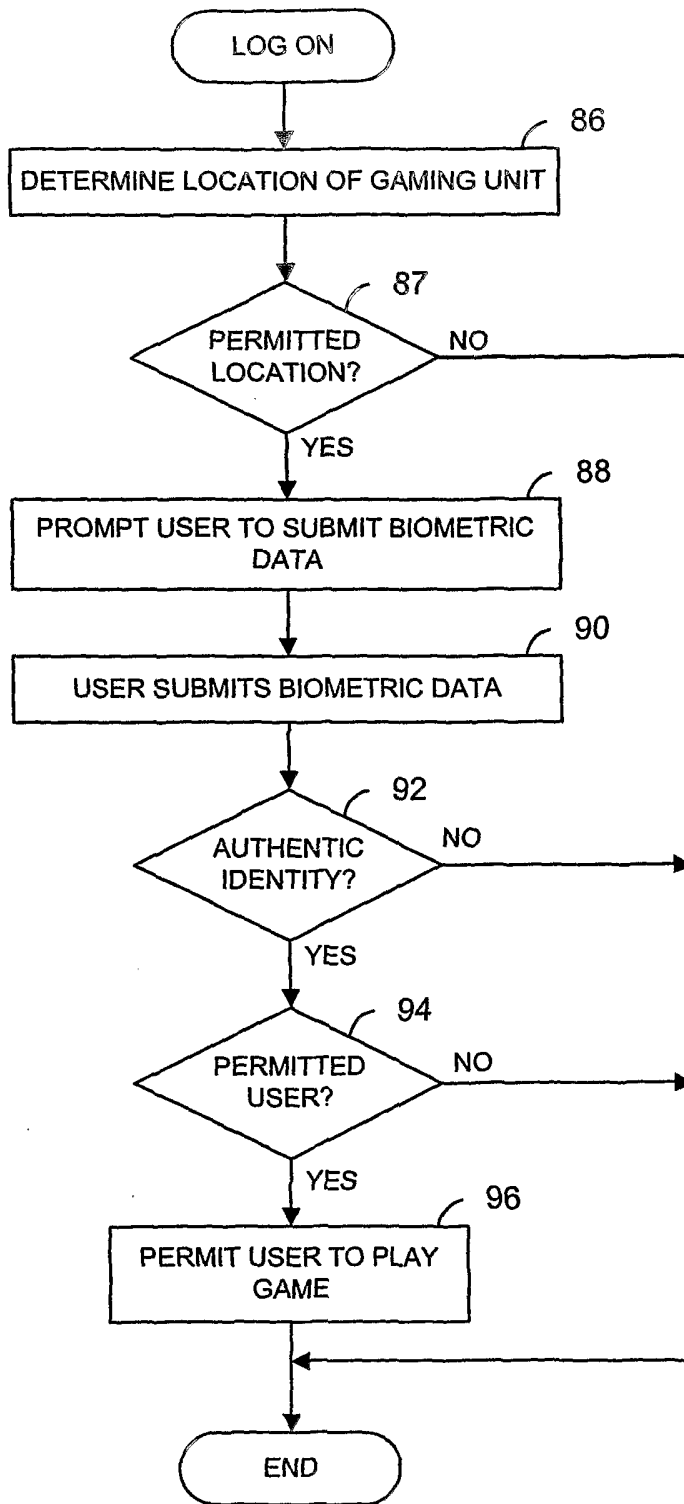 LOG ON
86
DETERMINE LOCATION OF GAMING UNIT
87
PERMITTED
LOCATION?
NO
YES
88
PROMPT USER TO SUBMIT BIOMETRIC
DATA
90
USER SUBMITS BIOMETRIC DATA
92
AUTHENTIC
IDENTITY?
NO
YES
94
PERMITTED
USER?
NO
YES
96
PERMIT USER TO PLAY
GAME
END